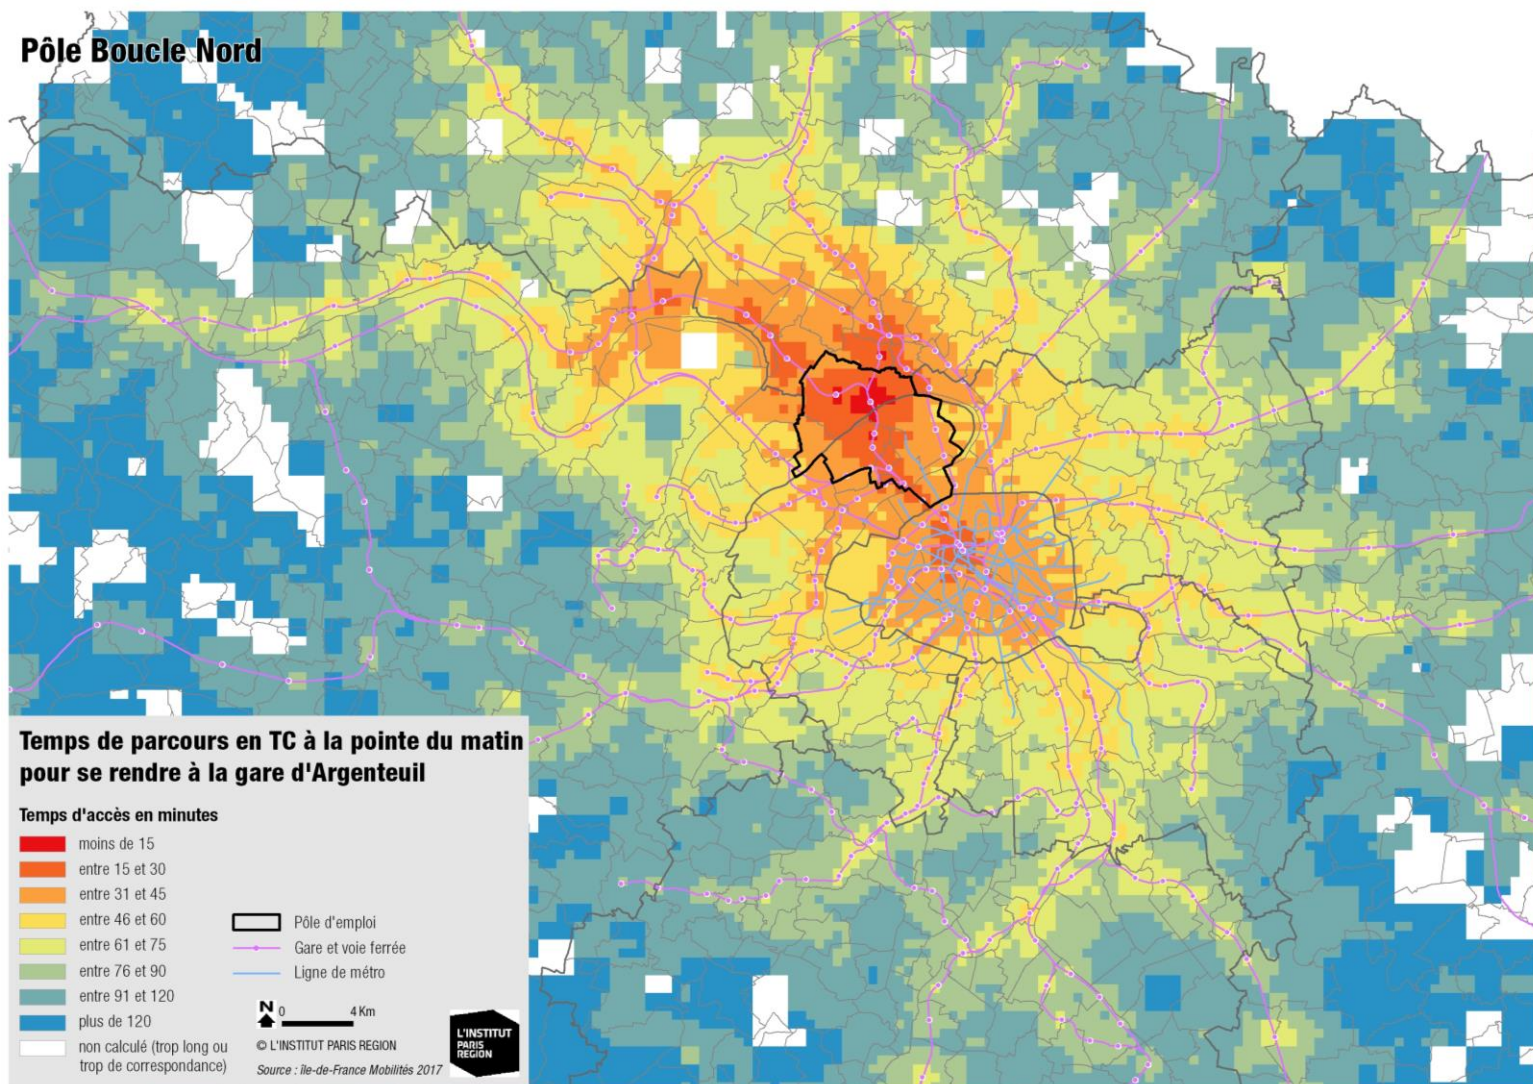 Pôle Boucle Nord
Temps de parcours en TC à la pointe du matin
pour se rendre à la gare d'Argenteuil
Temps d'accès en minutes
moins de 15
entre 15 et 30
entre 31 et 45
entre 46 et 60
entre 61 et 75
entre 76 et 90
entre 91 et 120
plus de 120
non calculé (trop long ou
trop de correspondance)
Pôle d'emploi
Gare et voie ferrée
Ligne de métro
N 0 4 Km
© L'INSTITUT PARIS REGION
Source : île-de-France Mobilités 2017
L'INSTITUT
PARIS
REGION